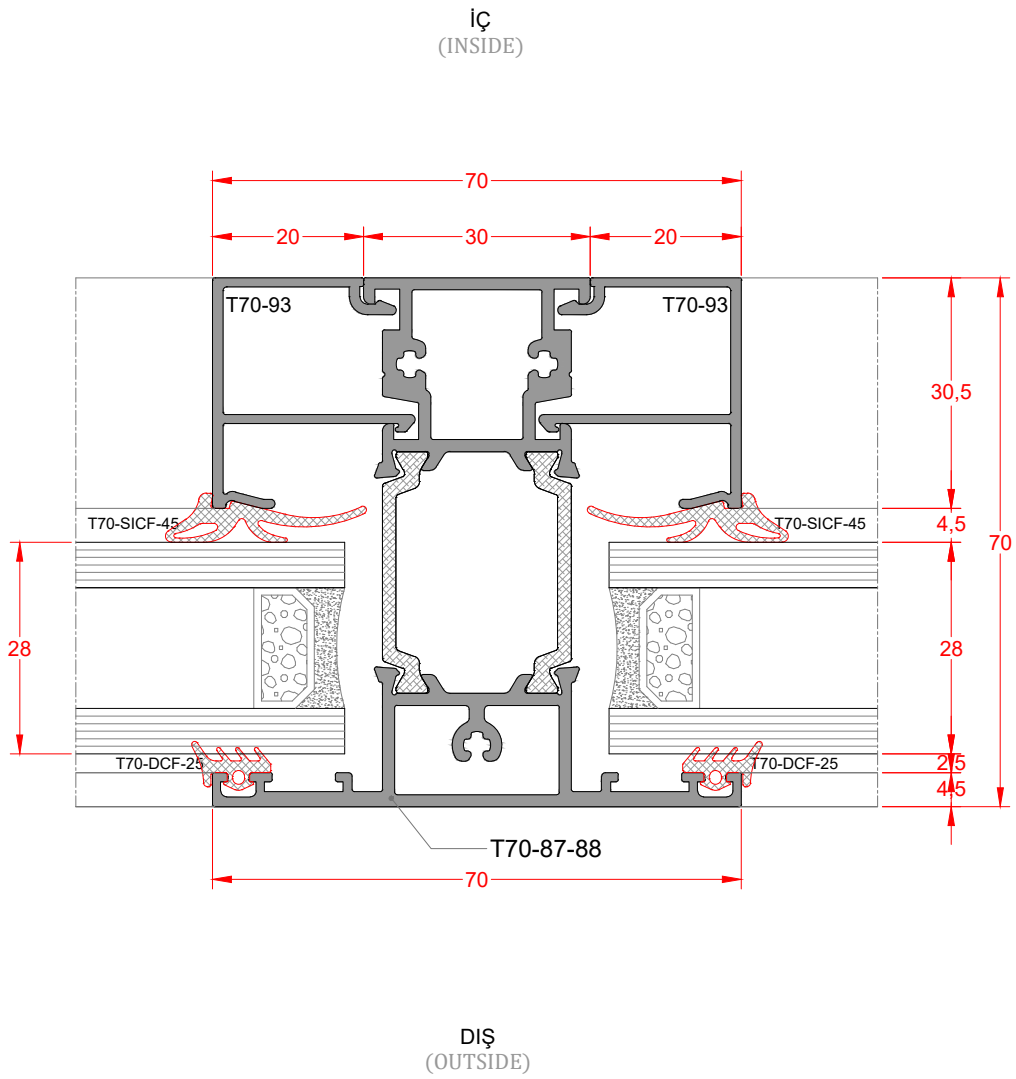 İÇ
(INSIDE)
70
20
30
20
T70-93
T70-93
30,5
T70-SICF-45
T70-SICF-45
4,5
70
28
28
T70-DCF-25
T70-DCF-25
2,5
4,5
T70-87-88
70
DIŞ
(OUTSIDE)